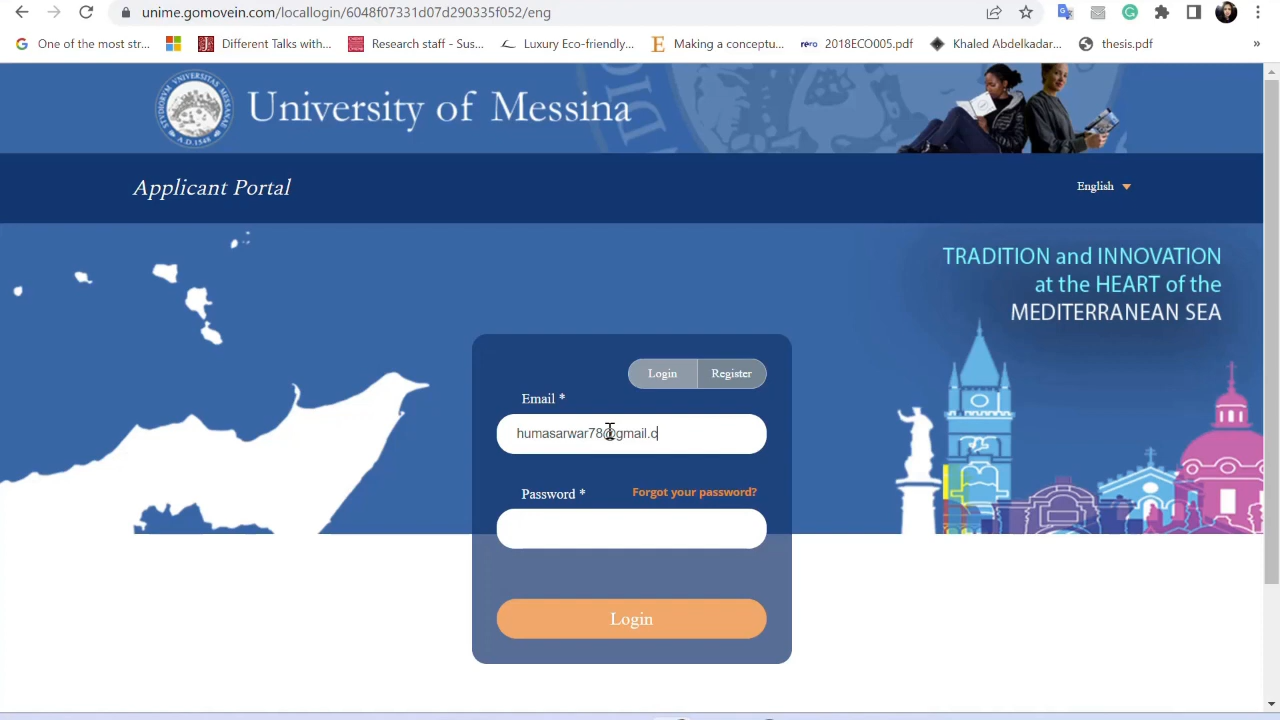 unime.gomovein.com/locallogin/6048f07331d07d290335f052/eng
One of the most str... Different Talks with... Research staff - Sus... Luxury Eco-friendly... Making a conceptu... 2018ECO005.pdf Khaled Abdelkadar... thesis.pdf »
University of Messina
Applicant Portal
English
TRADITION and INNOVATION
at the HEART of the
MEDITERRANEAN SEA
Login Register
Email *
humasarwar78@gmail.c
Password * Forgot your password?
Login